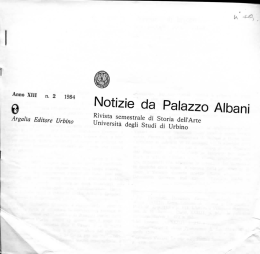 Anno XIII n. 2 1984
Argalia Editore Urbino
Notizie da Palazzo Albani
Rivista semestrale di Storia dell'Arte
Università degli Studi di Urbino